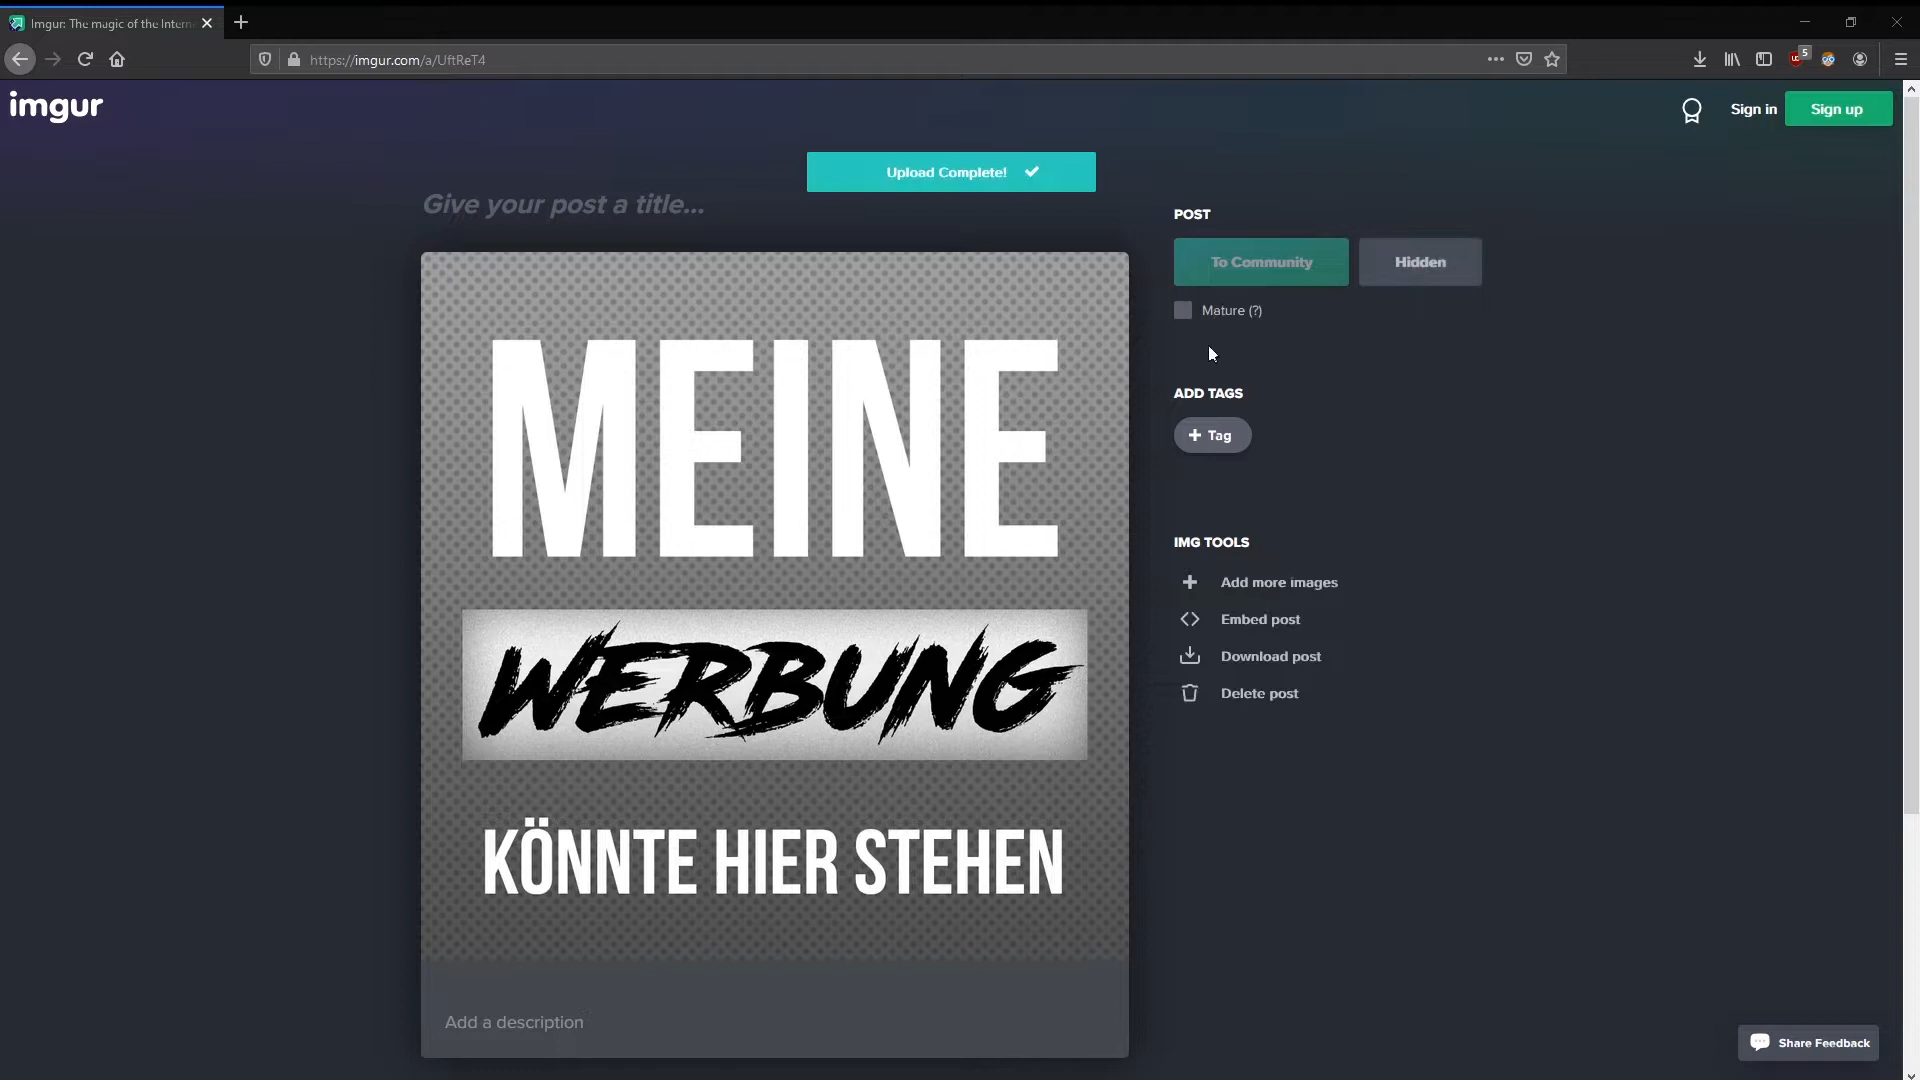 Imgur: The magic of the Intern
https://imgur.com/a/UftReT4
5
imgur
Sign in
Sign up
Upload Complete!
Give your post a title...
POST
To Community
Hidden
Mature (?)
ADD TAGS
+ Tag
MEINE
WERBUNG
KÖNNTE HIER STEHEN
IMG TOOLS
Add more images
Embed post
Download post
Delete post
Add a description
Share Feedback